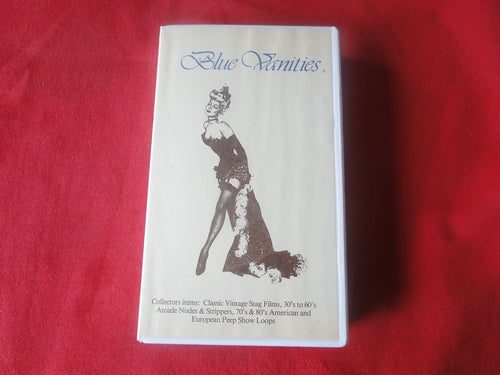 Blue Vanities
Collectors items: Classic Vintage Stag Films, 30's to 60's
Arcade Nudes & Strippers, 70's & 80's American and
European Peep Show Loops